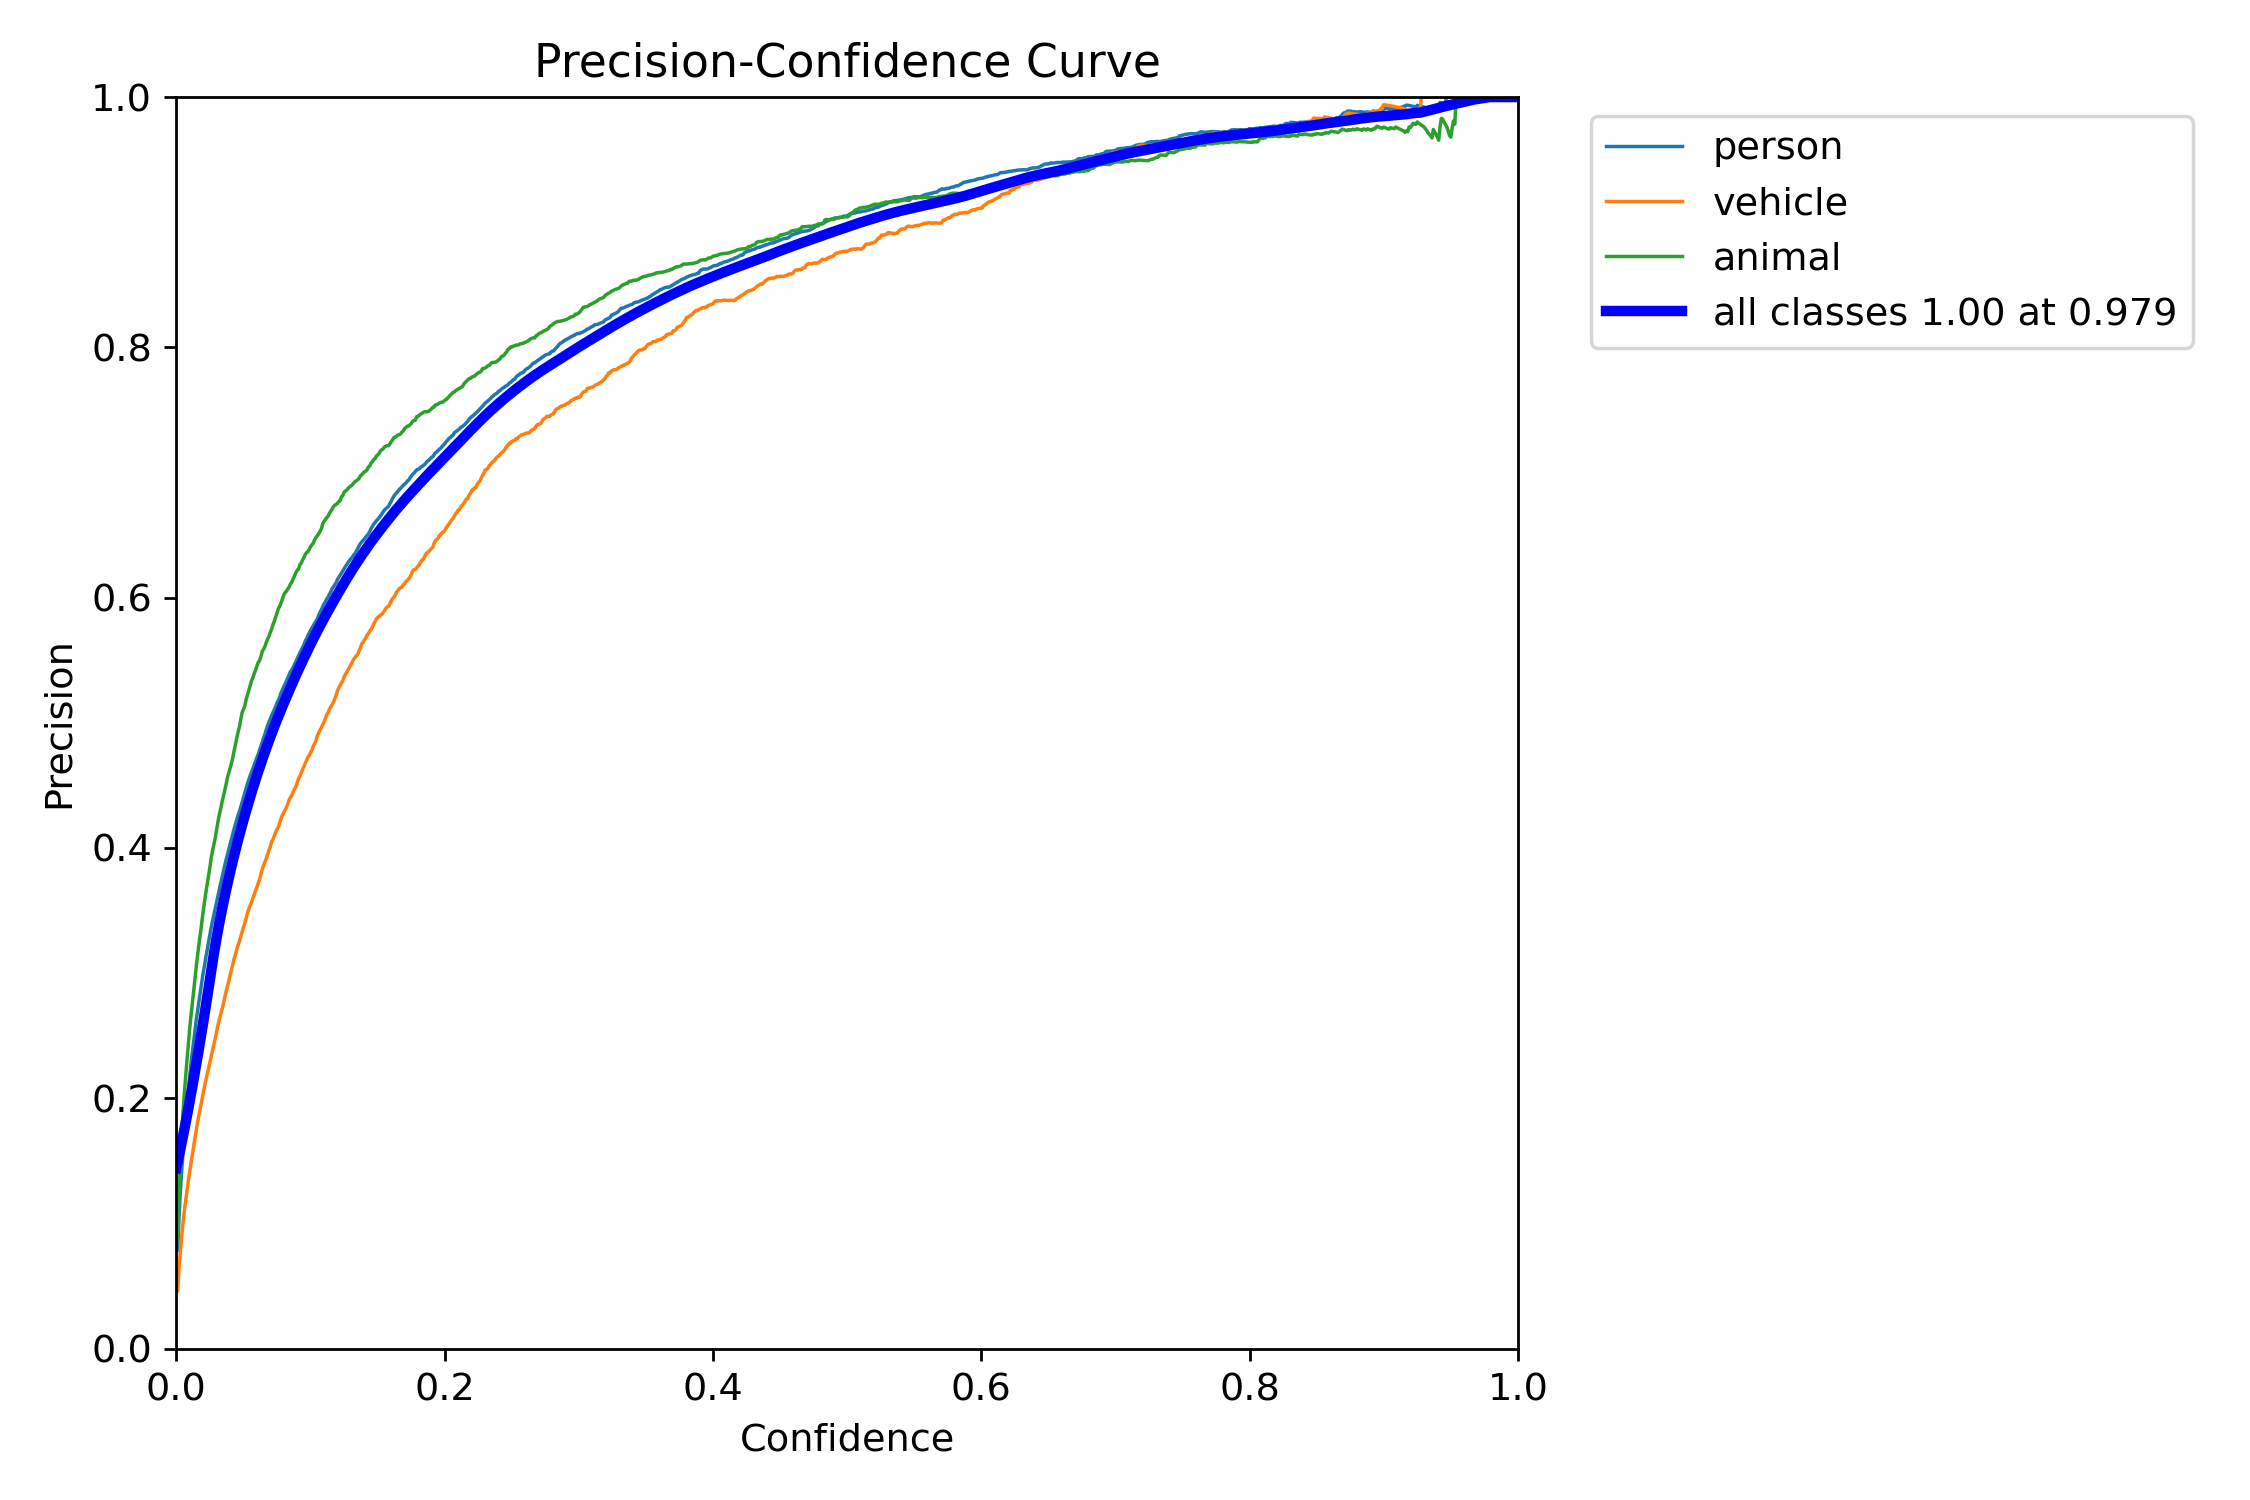 Precision-Confidence Curve
1.0
0.8
0.6
0.4
0.2
0.0
Precision
0.0 0.2 0.4 0.6 0.8 1.0
Confidence
person
vehicle
animal
all classes 1.00 at 0.979